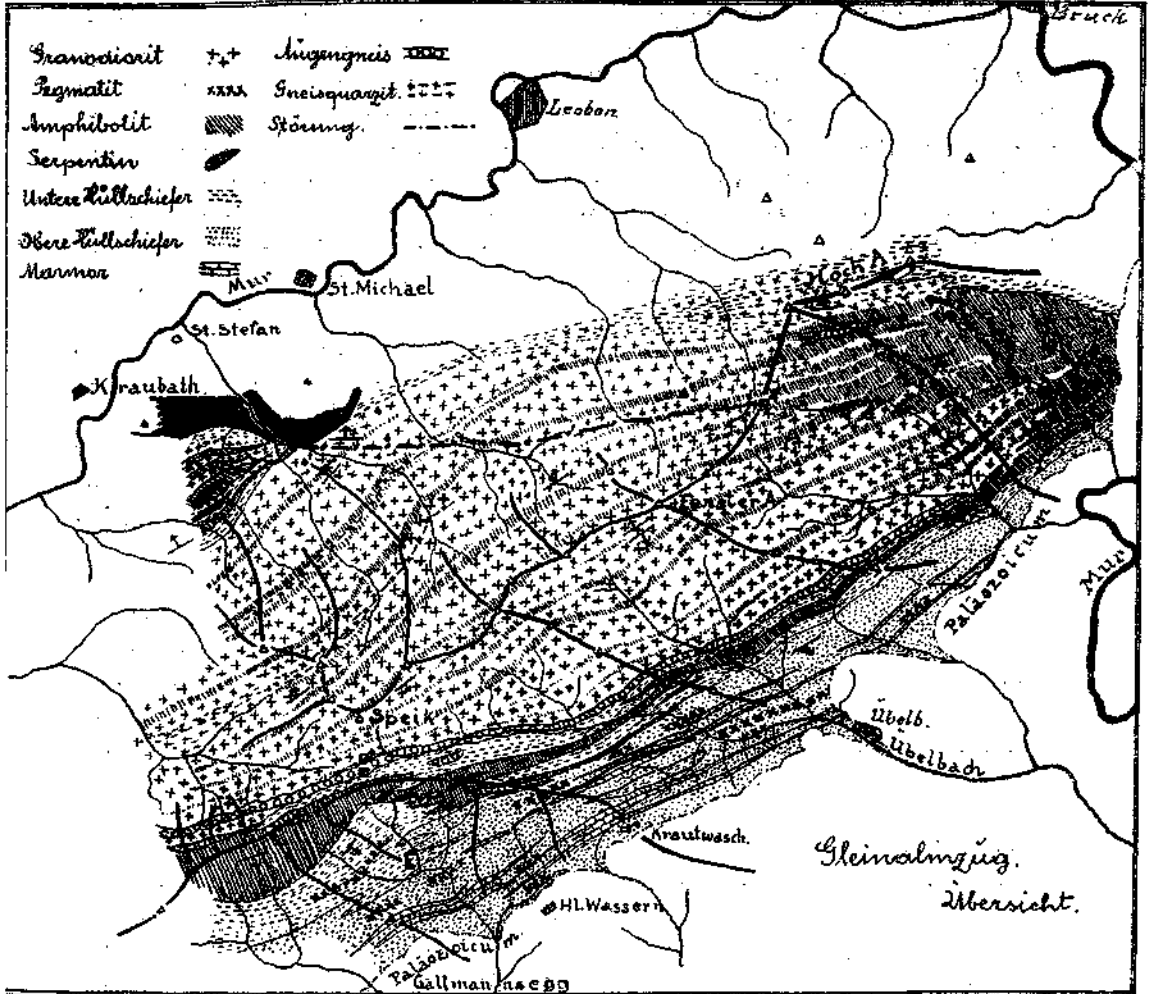 Bruck
Granodiorit
Augengneis
Pegmatit
Gneisquarzit.
Amphibolit
Störung.
Leoben
Serpentin
Untere Hüllschiefer
Obere Hüllschiefer
Marmor
Mur
St.Michael
Hoch A.
St.Stefan
Kraubath
Mur
Paläozoicum
Speik
Übelb.
Übelbach
Krautwasch.
Gleinalmzug.
Übersicht.
Hl.Wassern
Paläozoicum.
Gallmannsegg